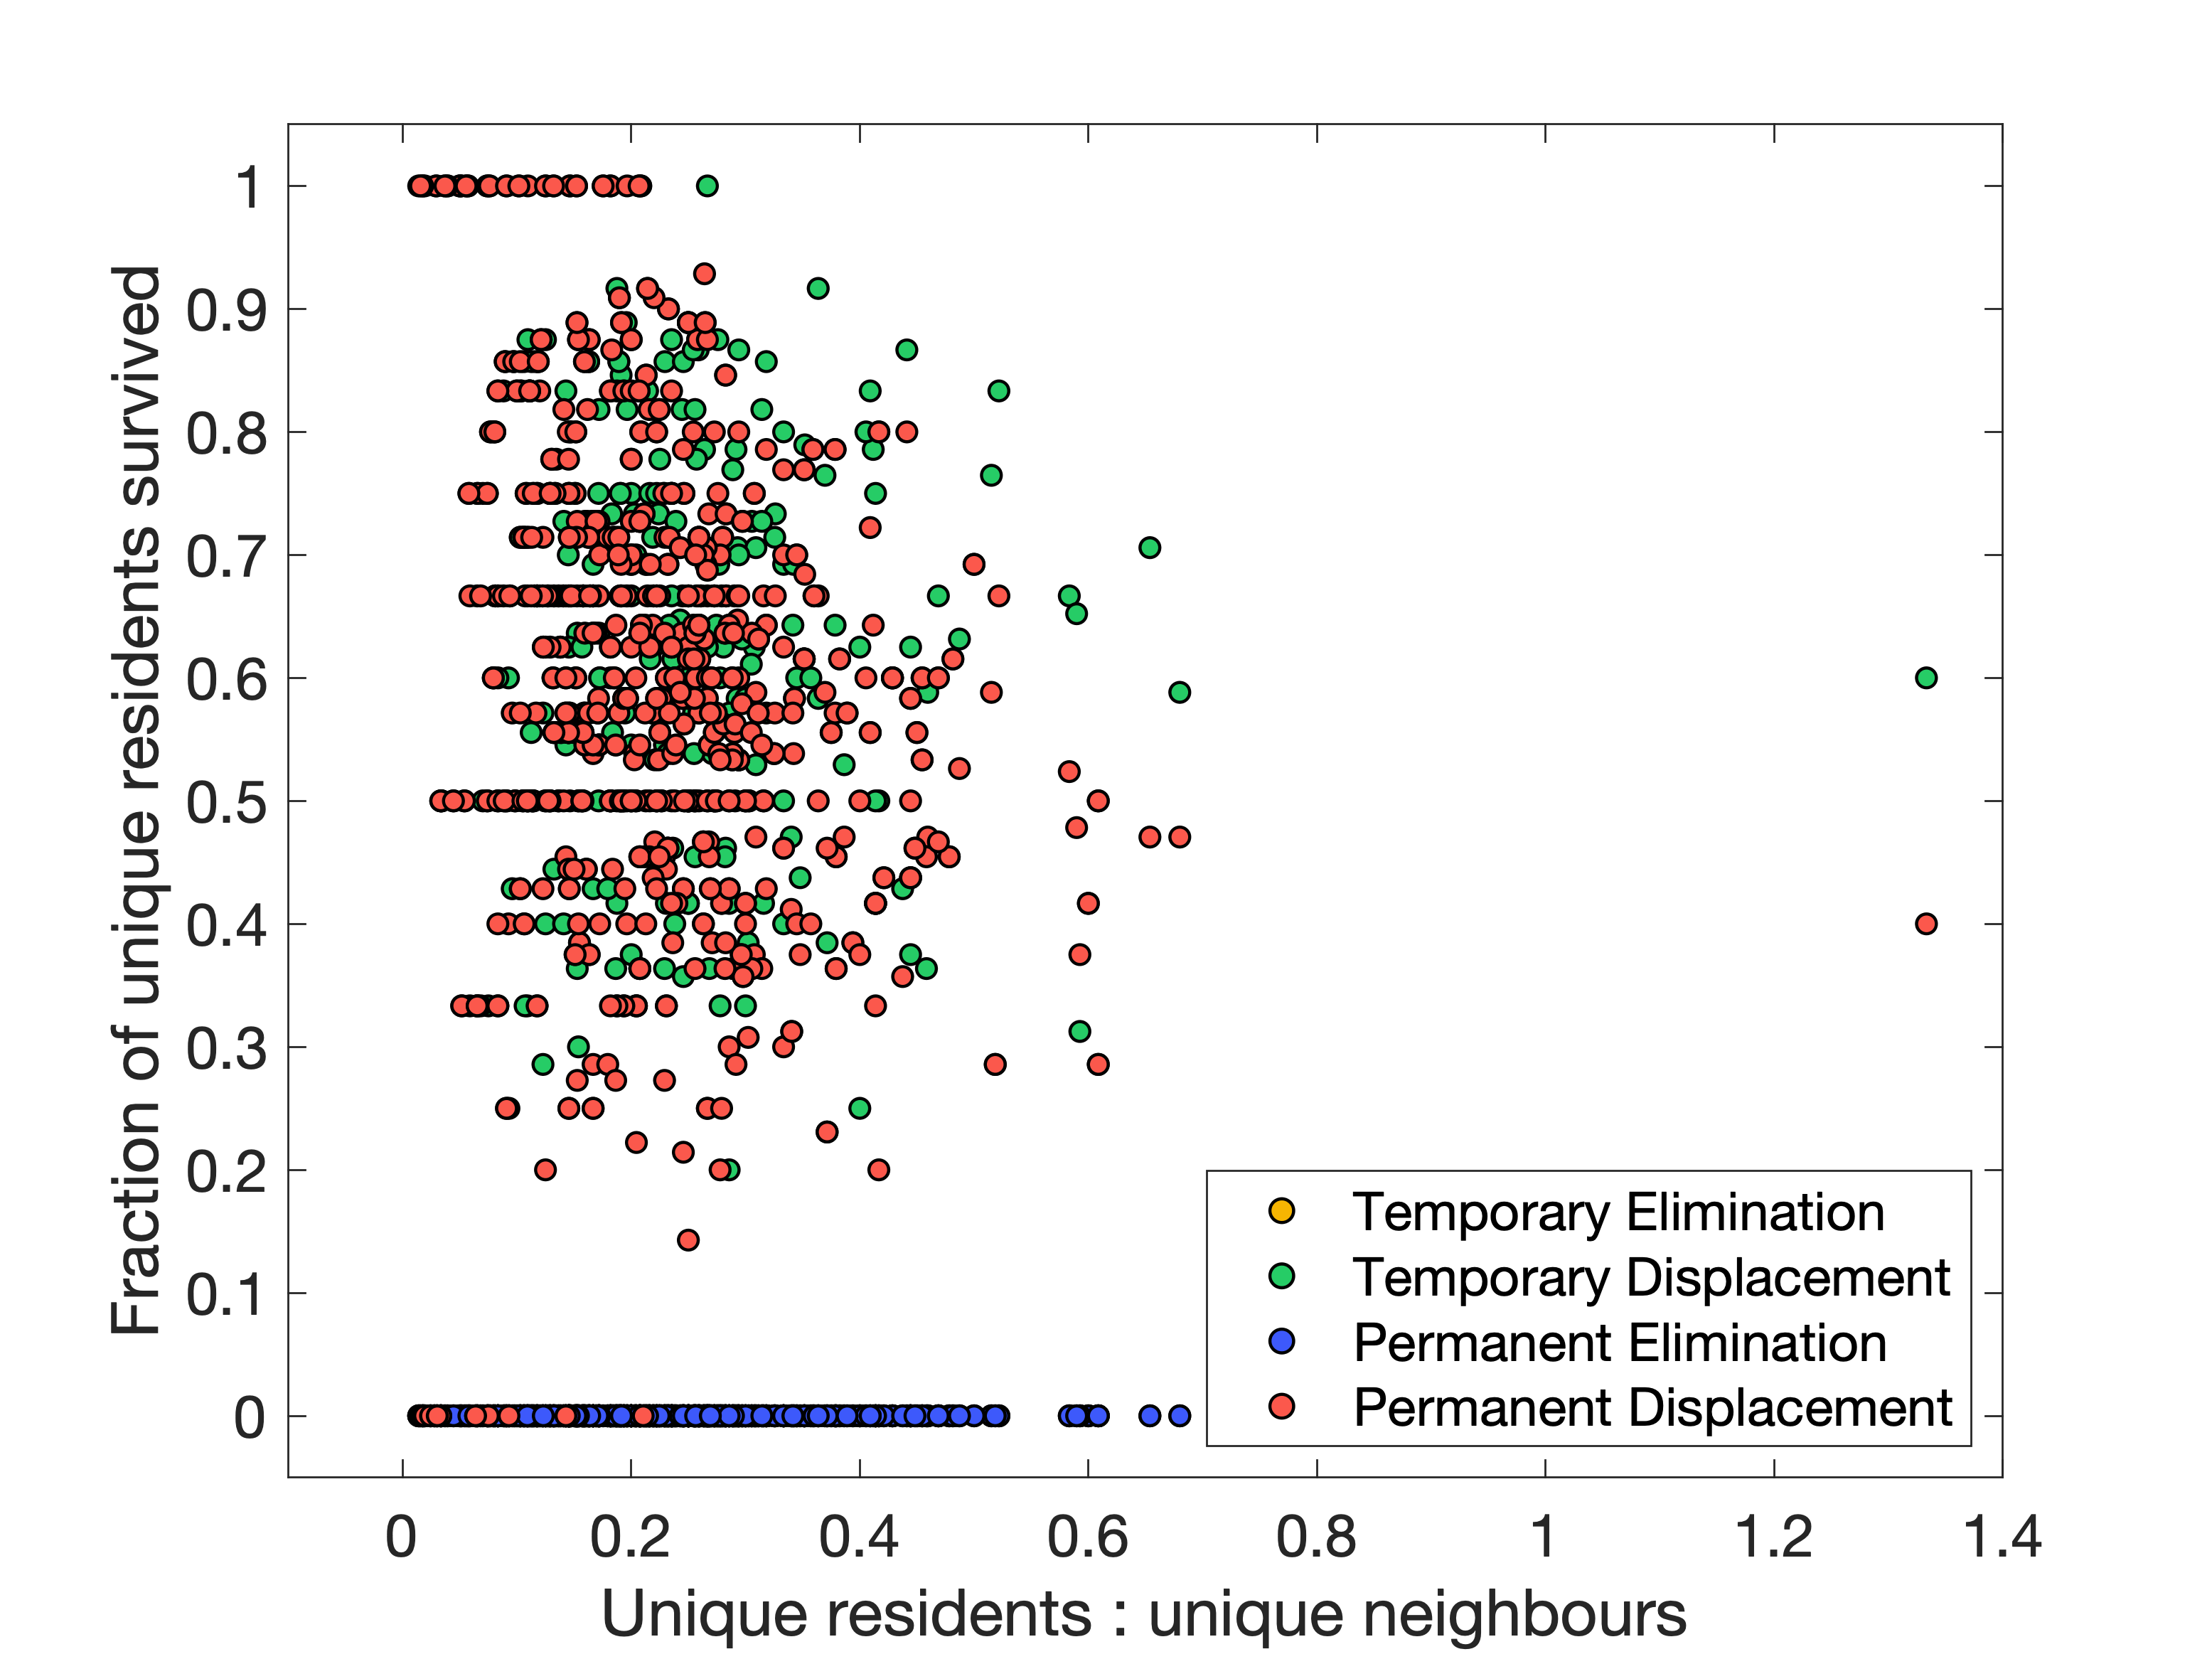 Fraction of unique residents survived
1
0.9
0.8
0.7
0.6
0.5
0.4
0.3
0.2
0.1
0
Temporary Elimination
Temporary Displacement
Permanent Elimination
Permanent Displacement
0 0.2 0.4 0.6 0.8 1 1.2 1.4
Unique residents : unique neighbours